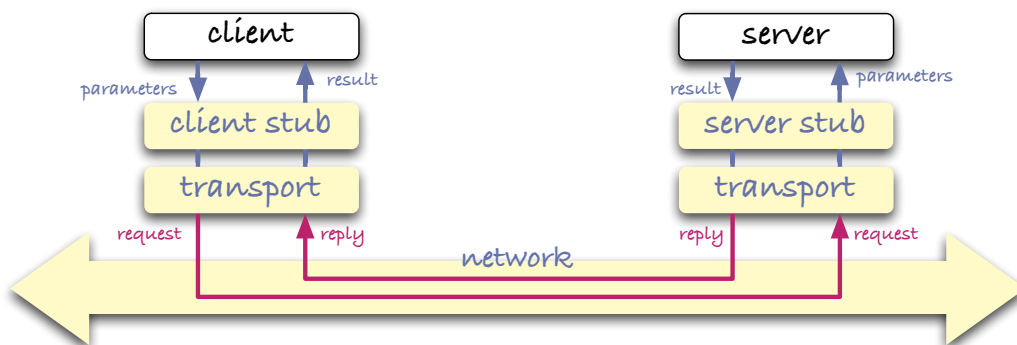 client
server
parameters
result
result
parameters
client stub
server stub
transport
transport
request
reply
reply
request
network